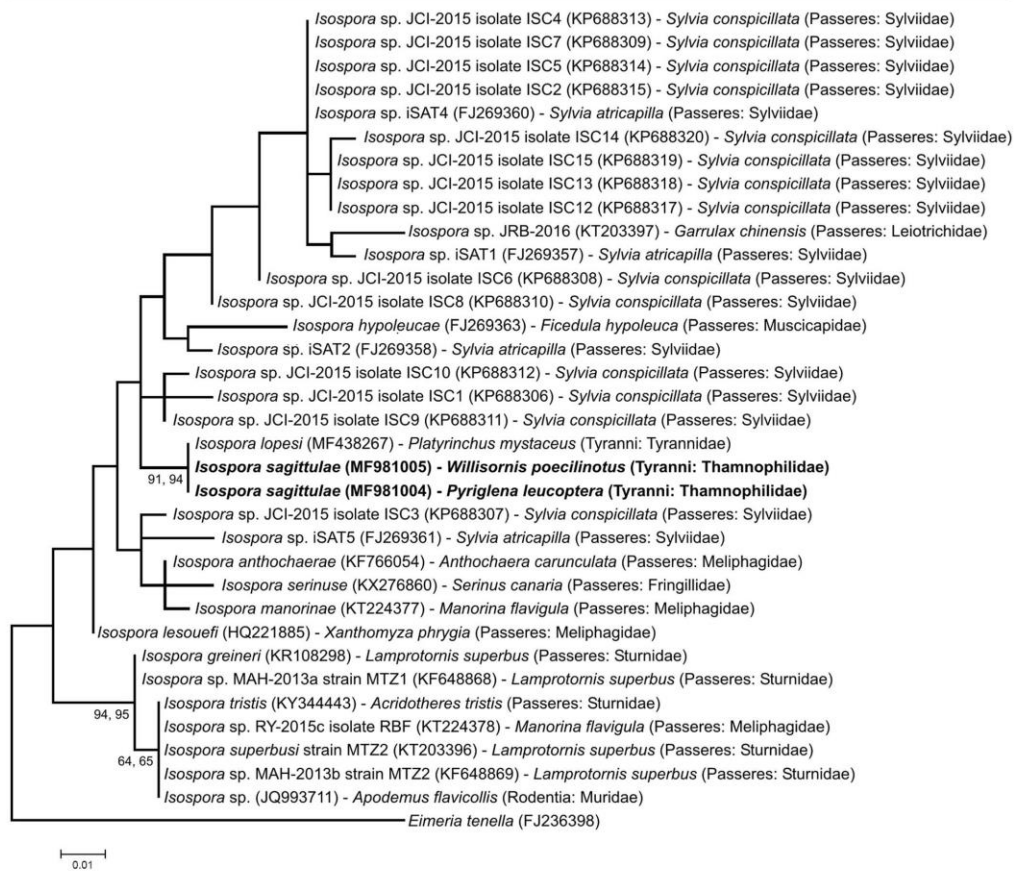 Isospora sp. JCI-2015 isolate ISC4 (KP688313) - Sylvia conspicillata (Passeres: Sylviidae)
Isospora sp. JCI-2015 isolate ISC7 (KP688309) - Sylvia conspicillata (Passeres: Sylviidae)
Isospora sp. JCI-2015 isolate ISC5 (KP688314) - Sylvia conspicillata (Passeres: Sylviidae)
Isospora sp. JCI-2015 isolate ISC2 (KP688315) - Sylvia conspicillata (Passeres: Sylviidae)
Isospora sp. iSAT4 (FJ269360) - Sylvia atricapilla (Passeres: Sylviidae)
Isospora sp. JCI-2015 isolate ISC14 (KP688320) - Sylvia conspicillata (Passeres: Sylviidae)
Isospora sp. JCI-2015 isolate ISC15 (KP688319) - Sylvia conspicillata (Passeres: Sylviidae)
Isospora sp. JCI-2015 isolate ISC13 (KP688318) - Sylvia conspicillata (Passeres: Sylviidae)
Isospora sp. JCI-2015 isolate ISC12 (KP688317) - Sylvia conspicillata (Passeres: Sylviidae)
Isospora sp. JRB-2016 (KT203397) - Garrulax chinensis (Passeres: Leiotrichidae)
Isospora sp. iSAT1 (FJ269357) - Sylvia atricapilla (Passeres: Sylviidae)
Isospora sp. JCI-2015 isolate ISC6 (KP688308) - Sylvia conspicillata (Passeres: Sylviidae)
Isospora sp. JCI-2015 isolate ISC8 (KP688310) - Sylvia conspicillata (Passeres: Sylviidae)
Isospora hypoleucae (FJ269363) - Ficedula hypoleuca (Passeres: Muscicapidae)
Isospora sp. iSAT2 (FJ269358) - Sylvia atricapilla (Passeres: Sylviidae)
Isospora sp. JCI-2015 isolate ISC10 (KP688312) - Sylvia conspicillata (Passeres: Sylviidae)
Isospora sp. JCI-2015 isolate ISC1 (KP688306) - Sylvia conspicillata (Passeres: Sylviidae)
Isospora sp. JCI-2015 isolate ISC9 (KP688311) - Sylvia conspicillata (Passeres: Sylviidae)
Isospora lopesi (MF438267) - Platyrinchus mystaceus (Tyranni: Tyrannidae)
Isospora sagittulae (MF981005) - Willisornis poecilinotus (Tyranni: Thamnophilidae)
91, 94
Isospora sagittulae (MF981004) - Pyriglena leucoptera (Tyranni: Thamnophilidae)
Isospora sp. JCI-2015 isolate ISC3 (KP688307) - Sylvia conspicillata (Passeres: Sylviidae)
Isospora sp. iSAT5 (FJ269361) - Sylvia atricapilla (Passeres: Sylviidae)
Isospora anthochaerae (KF766054) - Anthochaera carunculata (Passeres: Meliphagidae)
Isospora serinuse (KX276860) - Serinus canaria (Passeres: Fringillidae)
Isospora manorinae (KT224377) - Manorina flavigula (Passeres: Meliphagidae)
Isospora lesouefi (HQ221885) - Xanthomyza phrygia (Passeres: Meliphagidae)
Isospora greineri (KR108298) - Lamprotornis superbus (Passeres: Sturnidae)
Isospora sp. MAH-2013a strain MTZ1 (KF648868) - Lamprotornis superbus (Passeres: Sturnidae)
Isospora tristis (KY344443) - Acridotheres tristis (Passeres: Sturnidae)
94, 95
Isospora sp. RY-2015c isolate RBF (KT224378) - Manorina flavigula (Passeres: Meliphagidae)
Isospora superbusi strain MTZ2 (KT203396) - Lamprotornis superbus (Passeres: Sturnidae)
64, 65
Isospora sp. MAH-2013b strain MTZ2 (KF648869) - Lamprotornis superbus (Passeres: Sturnidae)
Isospora sp. (JQ993711) - Apodemus flavicollis (Rodentia: Muridae)
Eimeria tenella (FJ236398)
0.01